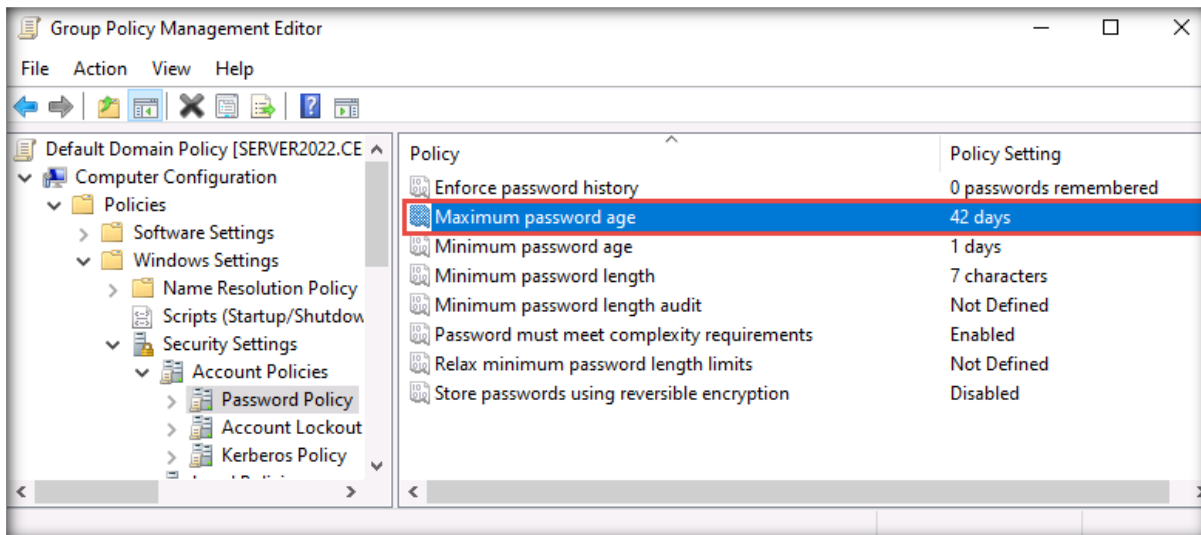 Group Policy Management Editor
File Action View Help
Default Domain Policy [SERVER2022.CE
Computer Configuration
Policies
Software Settings
Windows Settings
Name Resolution Policy
Scripts (Startup/Shutdow
Security Settings
Account Policies
Password Policy
Account Lockout
Kerberos Policy
Policy Policy Setting
Enforce password history 0 passwords remembered
Maximum password age 42 days
Minimum password age 1 days
Minimum password length 7 characters
Minimum password length audit Not Defined
Password must meet complexity requirements Enabled
Relax minimum password length limits Not Defined
Store passwords using reversible encryption Disabled